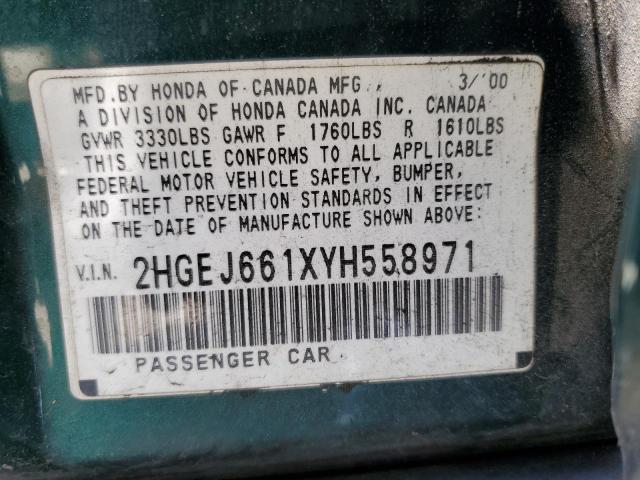 MFD.BY HONDA OF CANADA MFG., 3/'00
A DIVISION OF HONDA CANADA INC. CANADA
GVWR 3330LBS GAWR F 1760LBS R 1610LBS
THIS VEHICLE CONFORMS TO ALL APPLICABLE
FEDERAL MOTOR VEHICLE SAFETY, BUMPER,
AND THEFT PREVENTION STANDARDS IN EFFECT
ON THE DATE OF MANUFACTURE SHOWN ABOVE:
V.I.N. 2HGEJ661XYH558971
PASSENGER CAR